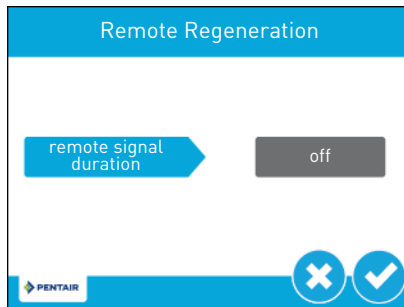 Remote Regeneration
remote signal
duration
off
PENTAIR